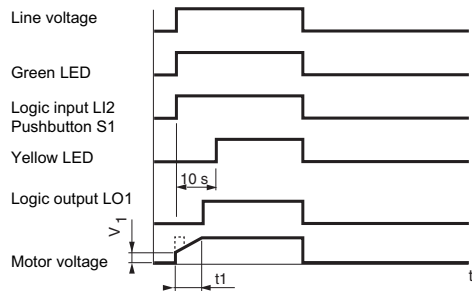 Line voltage
Green LED
Logic input LI2
Pushbutton S1
Yellow LED
10 s
Logic output LO1
V1
Motor voltage
t
t1